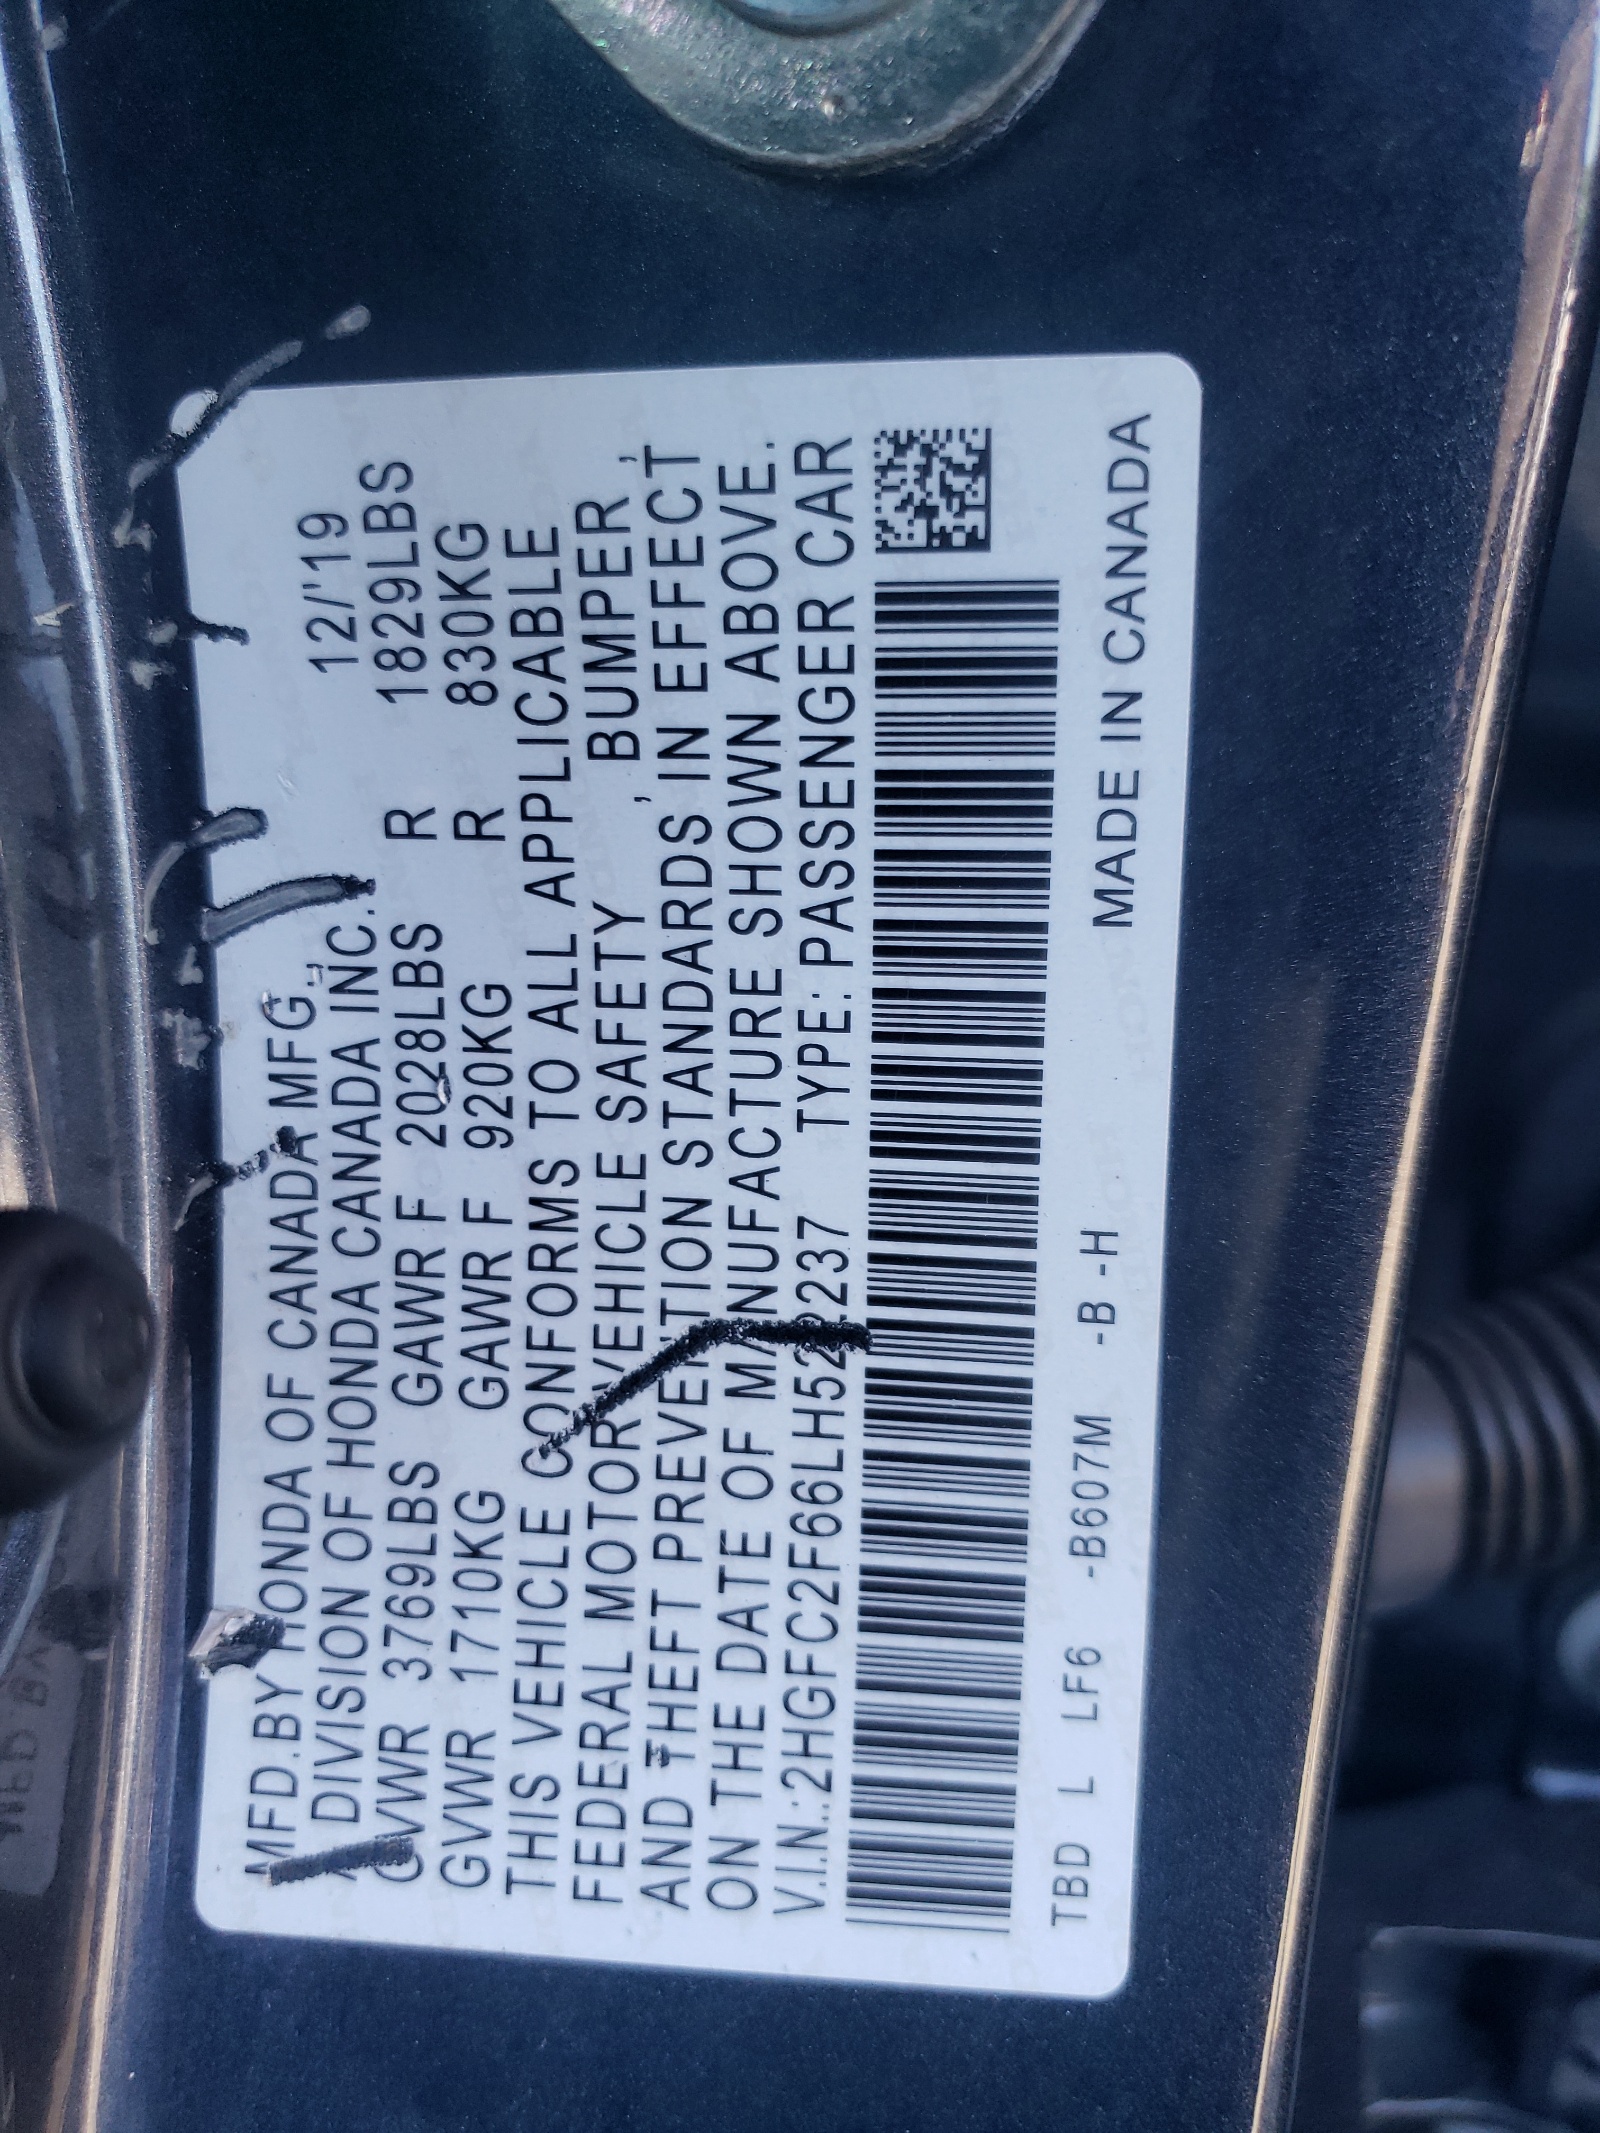 MFD.BY HONDA OF CANADA MFG.,
A DIVISION OF HONDA CANADA INC. 12/'19
GVWR 3769LBS GAWR F 2028LBS R 1829LBS
GVWR 1710KG GAWR F 920KG R 830KG
THIS VEHICLE CONFORMS TO ALL APPLICABLE
FEDERAL MOTOR VEHICLE SAFETY, BUMPER,
AND THEFT PREVENTION STANDARDS IN EFFECT
ON THE DATE OF MANUFACTURE SHOWN ABOVE.
V.I.N.:2HGFC2F66LH522237 TYPE: PASSENGER CAR
TBD L LF6 -B607M -B -H MADE IN CANADA